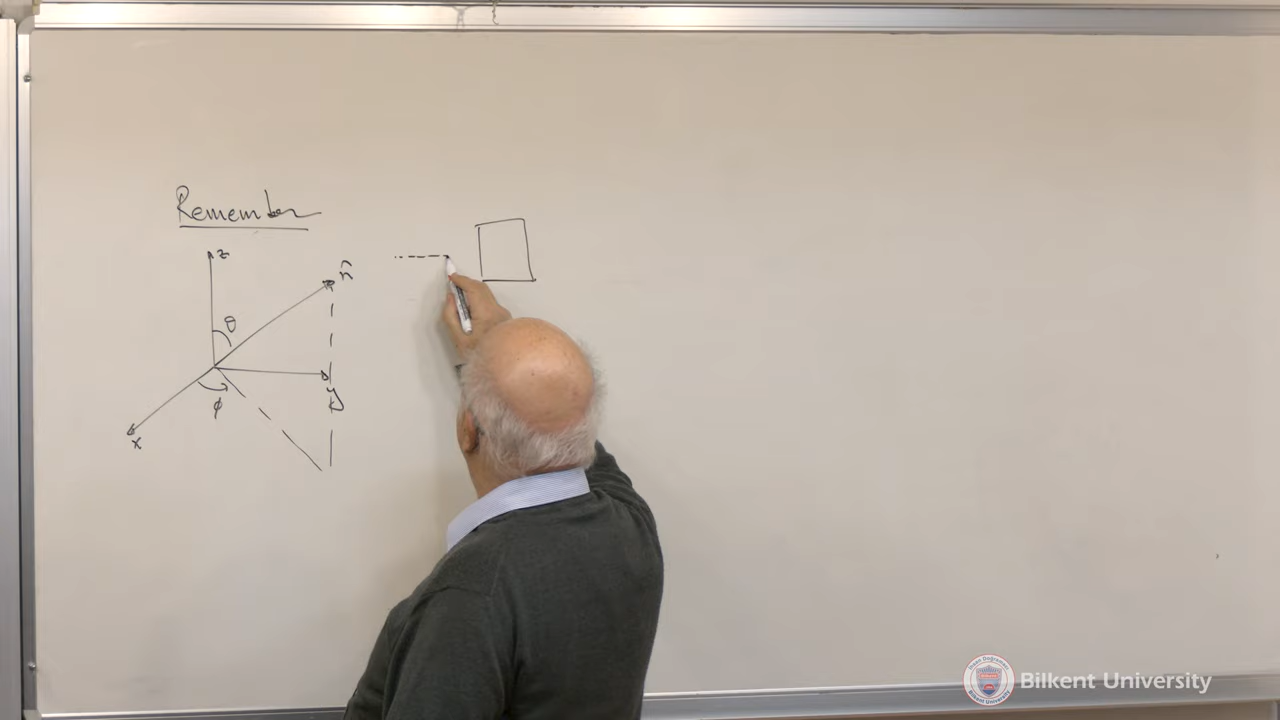 Remember
z
n̂
θ
y
φ
x
Bilkent University